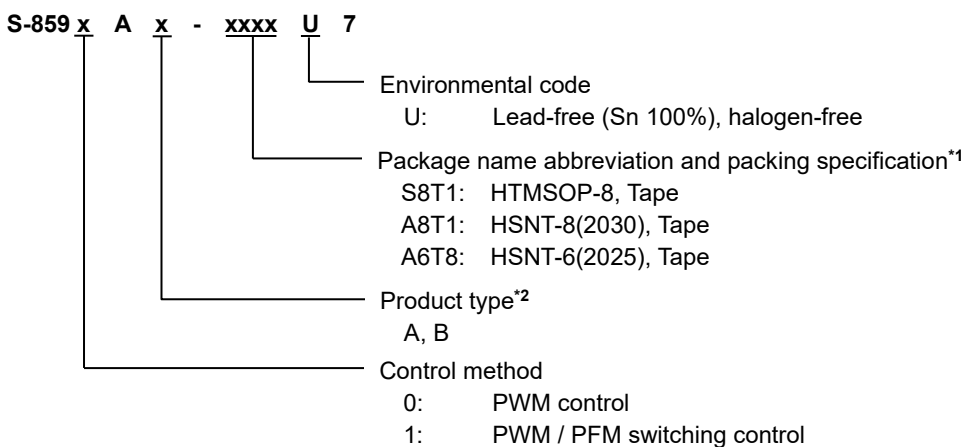 S-859 x A x - xxxx U 7
Environmental code
U: Lead-free (Sn 100%), halogen-free
Package name abbreviation and packing specification*1
S8T1: HTMSOP-8, Tape
A8T1: HSNT-8(2030), Tape
A6T8: HSNT-6(2025), Tape
Product type*2
A, B
Control method
0: PWM control
1: PWM / PFM switching control